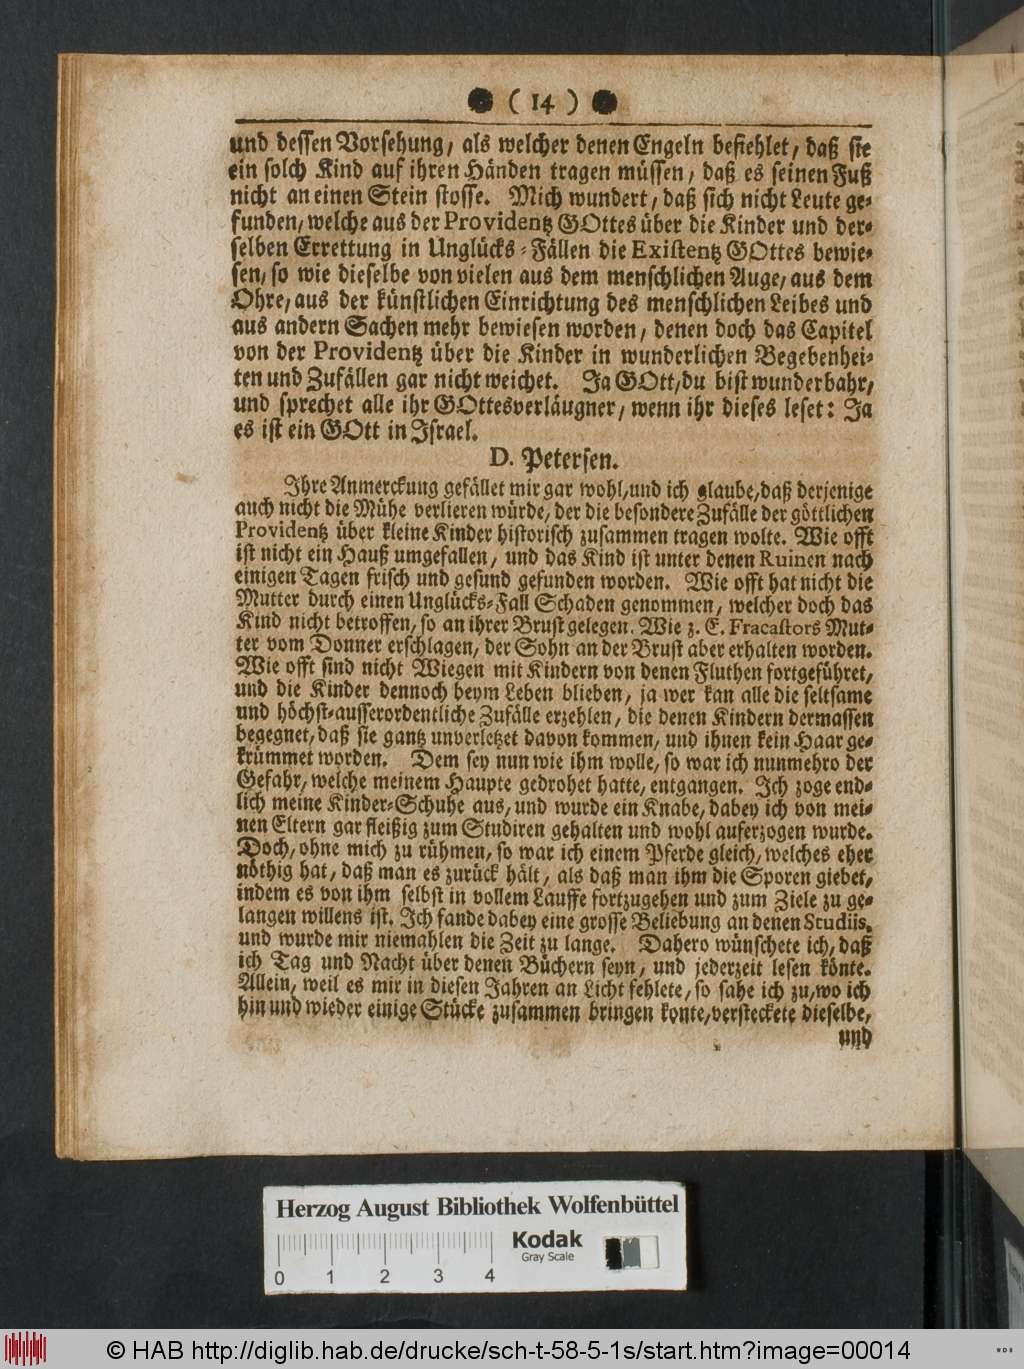 ( 14 )
und dessen Vorsehung, als welcher denen Engeln befiehlet, daß sie
ein solch Kind auf ihren Händen tragen müssen, daß es seinen Fuß
nicht an einen Stein stosse. Mich wundert, daß sich nicht Leute ge-
funden, welche aus der Providentz GOttes über die Kinder und der-
selben Errettung in Unglücks-Fällen die Existentz GOttes bewie-
sen, so wie dieselbe von vielen aus dem menschlichen Auge, aus dem
Ohre, aus der künstlichen Einrichtung des menschlichen Leibes und
aus andern Sachen mehr bewiesen worden, denen doch das Capitel
von der Providentz über die Kinder in wunderlichen Begebenhei-
ten und Zufällen gar nicht weichet. Ja GOtt, du bist wunderbahr,
und sprechet alle ihr GOttesverläugner, wenn ihr dieses leset: Ja
es ist ein GOtt in Israel.
D. Petersen.
Ihre Anmerckung gefället mir gar wohl, und ich glaube, daß derjenige
auch nicht die Mühe verlieren würde, der die besondere Zufälle der göttlichen
Providentz über kleine Kinder historisch zusammen tragen wolte. Wie offt
ist nicht ein Hauß umgefallen, und das Kind ist unter denen Ruinen nach
einigen Tagen frisch und gesund gefunden worden. Wie offt hat nicht die
Mutter durch einen Unglücks-Fall Schaden genommen, welcher doch das
Kind nicht betroffen, so an ihrer Brust gelegen. Wie z. E. Fracastors Mut-
ter vom Donner erschlagen, der Sohn an der Brust aber erhalten worden.
Wie offt sind nicht Wiegen mit Kindern von denen Fluthen fortgeführet,
und die Kinder dennoch beym Leben blieben, ja wer kan alle die seltsame
und höchst-ausserordentliche Zufälle erzehlen, die denen Kindern dermassen
begegnet, daß sie gantz unverletzet davon kommen, und ihnen kein Haar ge-
krümmet worden. Dem sey nun wie ihm wolle, so war ich nunmehro der
Gefahr, welche meinem Haupte gedrohet hatte, entgangen. Ich zoge end-
lich meine Kinder-Schuhe aus, und wurde ein Knabe, dabey ich von mei-
nen Eltern gar fleißig zum Studiren gehalten und wohl auferzogen wurde.
Doch, ohne mich zu rühmen, so war ich einem Pferde gleich, welches eher
nöthig hat, daß man es zurück hält, als daß man ihm die Sporen giebet,
indem es von ihm selbst in vollem Lauffe fortzugehen und zum Ziele zu ge-
langen willens ist. Ich fande dabey eine grosse Beliebung an denen Studiis,
und wurde mir niemahlen die Zeit zu lange. Dahero wünschete ich, daß
ich Tag und Nacht über denen Büchern seyn, und jederzeit lesen könte.
Allein, weil es mir in diesen Jahren an Licht fehlete, so sahe ich zu, wo ich
hin und wieder einige Stücke zusammen bringen konte, versteckete dieselbe,
und
Herzog August Bibliothek Wolfenbüttel
Kodak
Gray Scale
0 1 2 3 4
© HAB http://diglib.hab.de/drucke/sch-t-58-5-1s/start.htm?image=00014